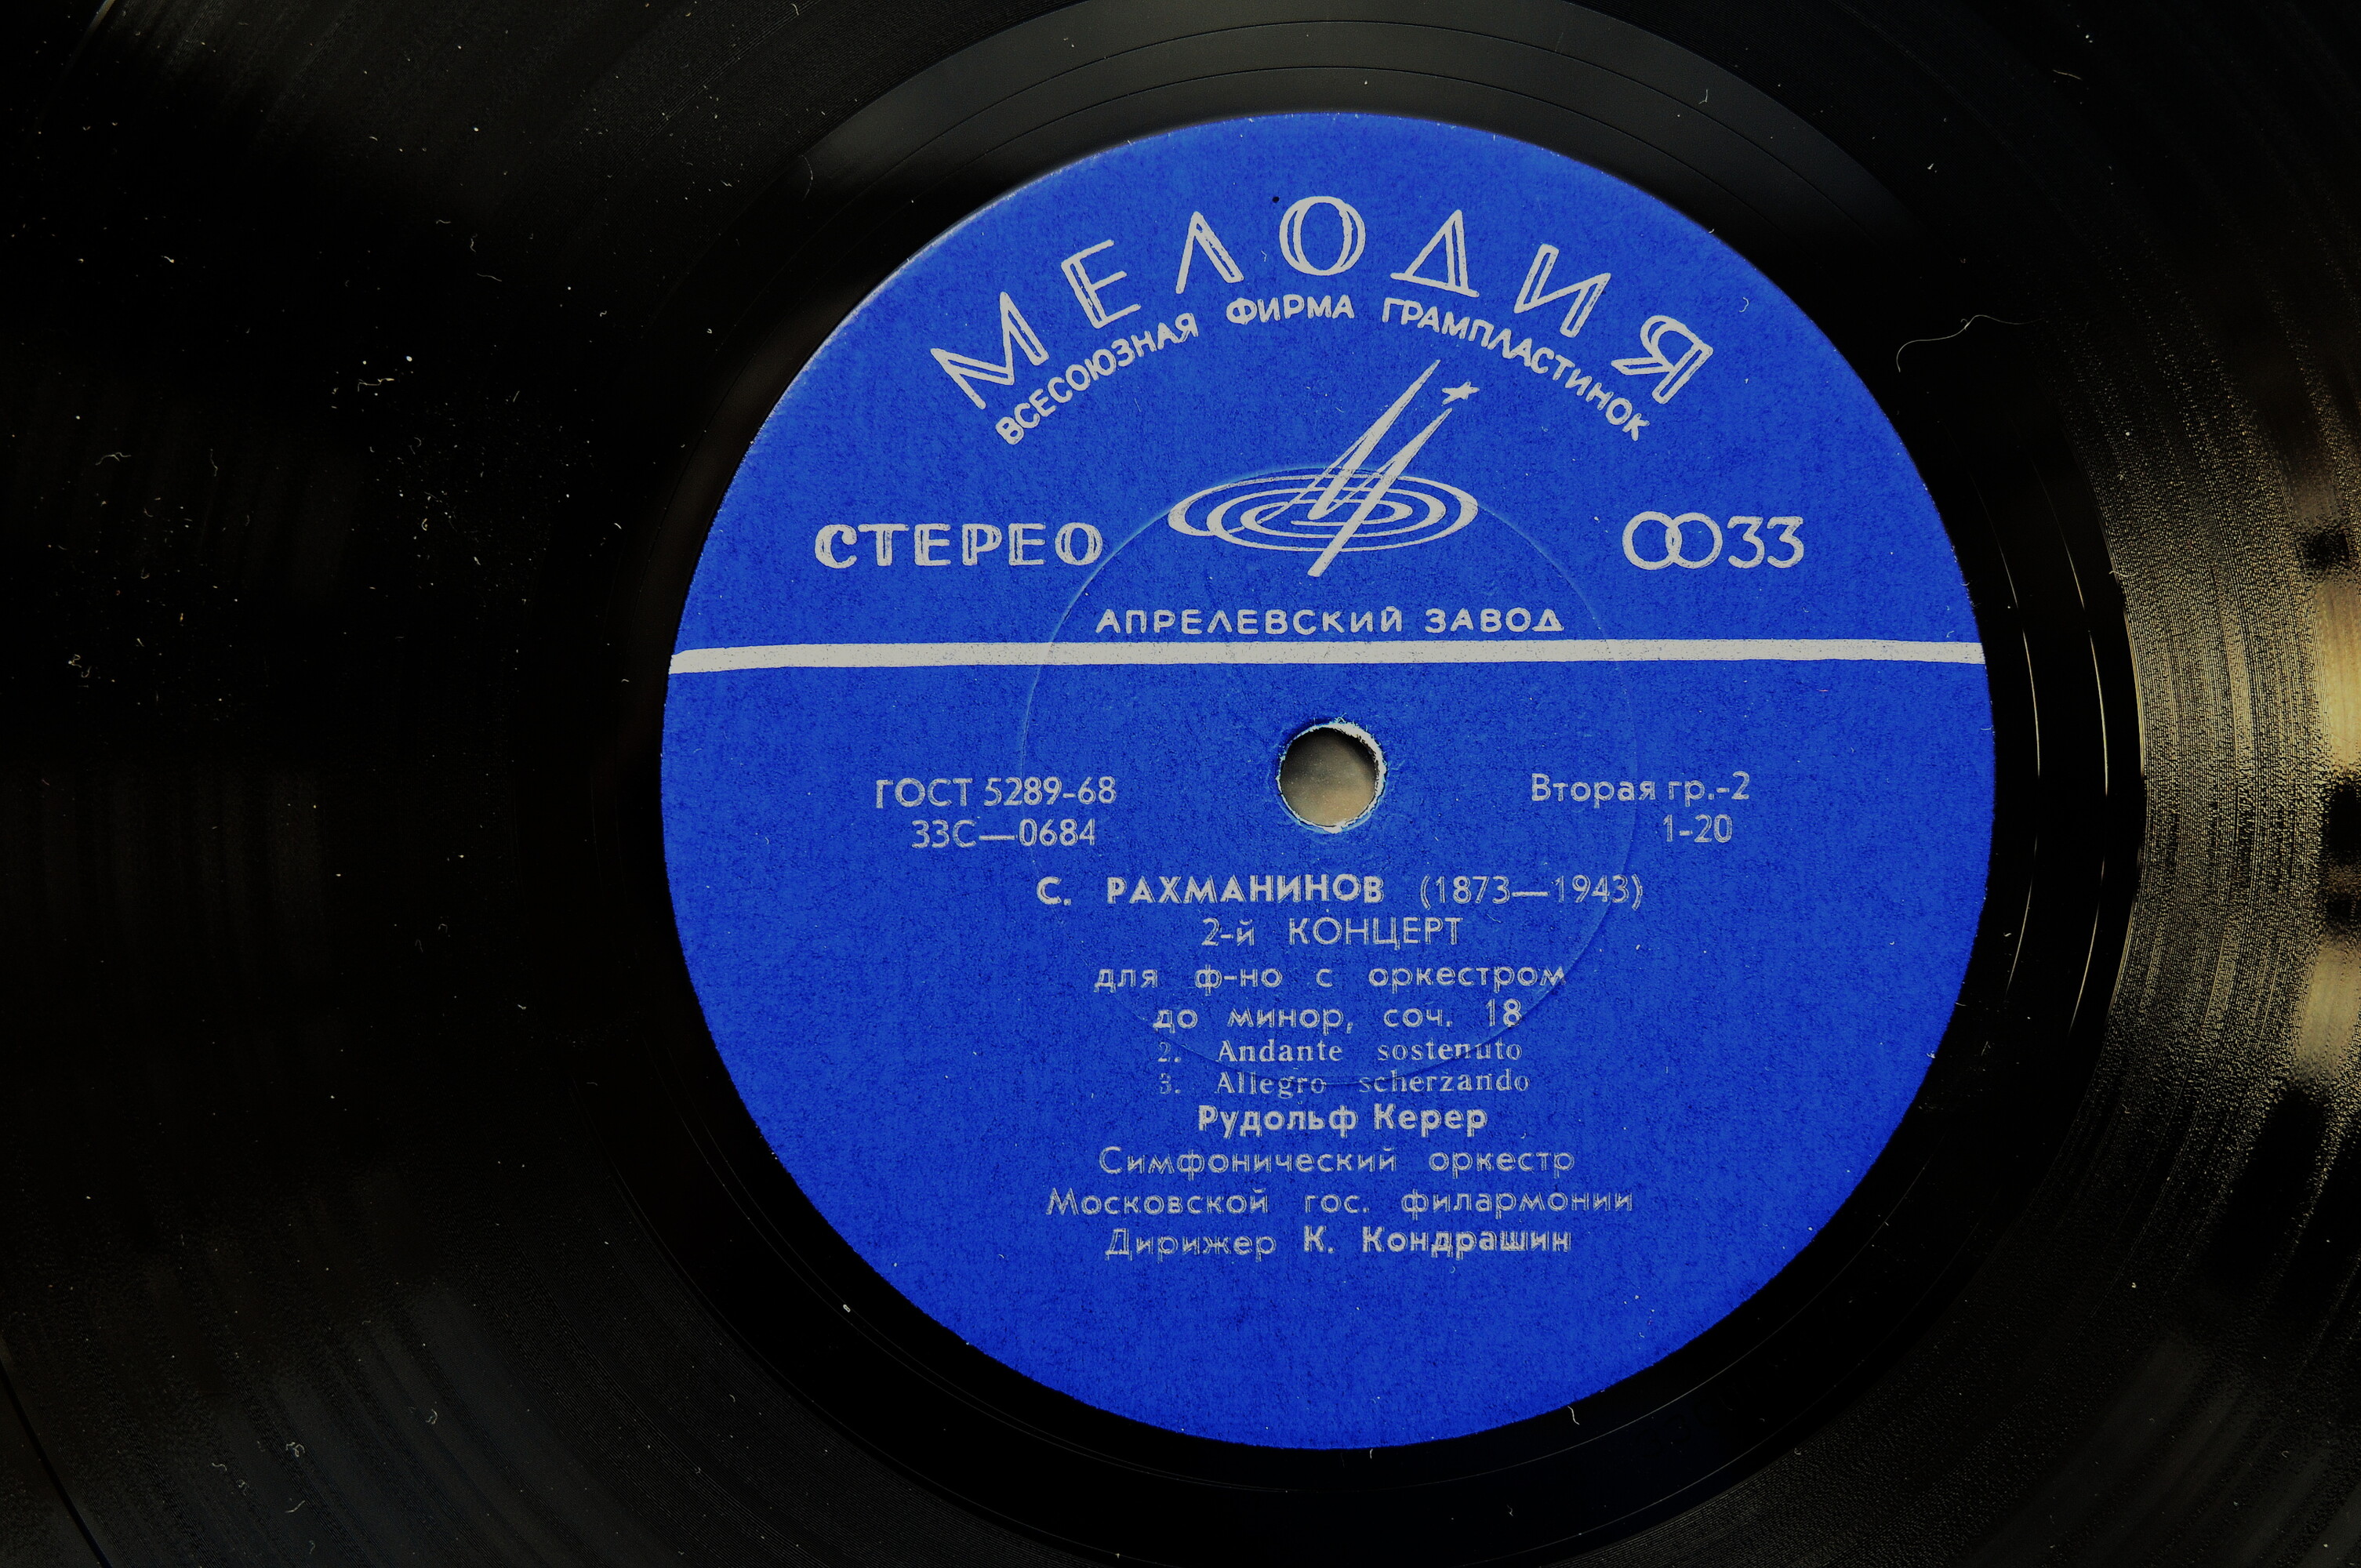 МЕЛОДИЯ
ВСЕСОЮЗНАЯ ФИРМА ГРАМПЛАСТИНОК
СТЕРЕО
33
АПРЕЛЕВСКИЙ ЗАВОД
ГОСТ 5289-68
33С—0684
Вторая гр.-2
1-20
С. РАХМАНИНОВ (1873—1943)
2-й КОНЦЕРТ
для ф-но с оркестром
до минор, соч. 18
2. Andante sostenuto
3. Allegro scherzando
Рудольф Керер
Симфонический оркестр
Московской гос. филармонии
Дирижер К. Кондрашин